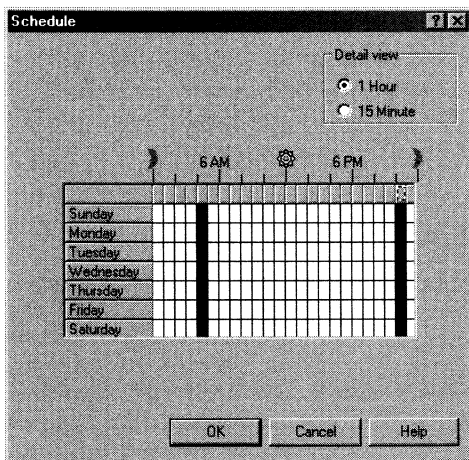 Schedule
Detail view
1 Hour
15 Minute
6 AM 6 PM
Sunday
Monday
Tuesday
Wednesday
Thursday
Friday
Saturday
OK Cancel Help